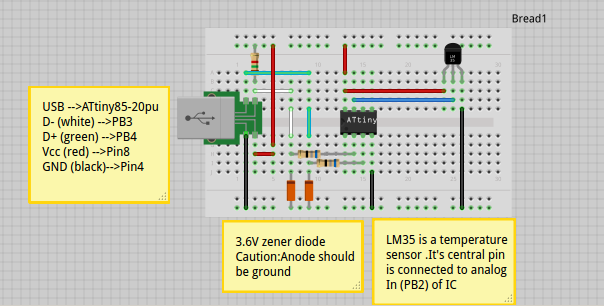 Bread1
USB -->ATtiny85-20pu
D- (white) -->PB3
D+ (green) -->PB4
Vcc (red) -->Pin8
GND (black)-->Pin4
LM
35
ATtiny
3.6V zener diode
Caution:Anode should
be ground
LM35 is a temperature
sensor .It's central pin
is connected to analog
In (PB2) of IC